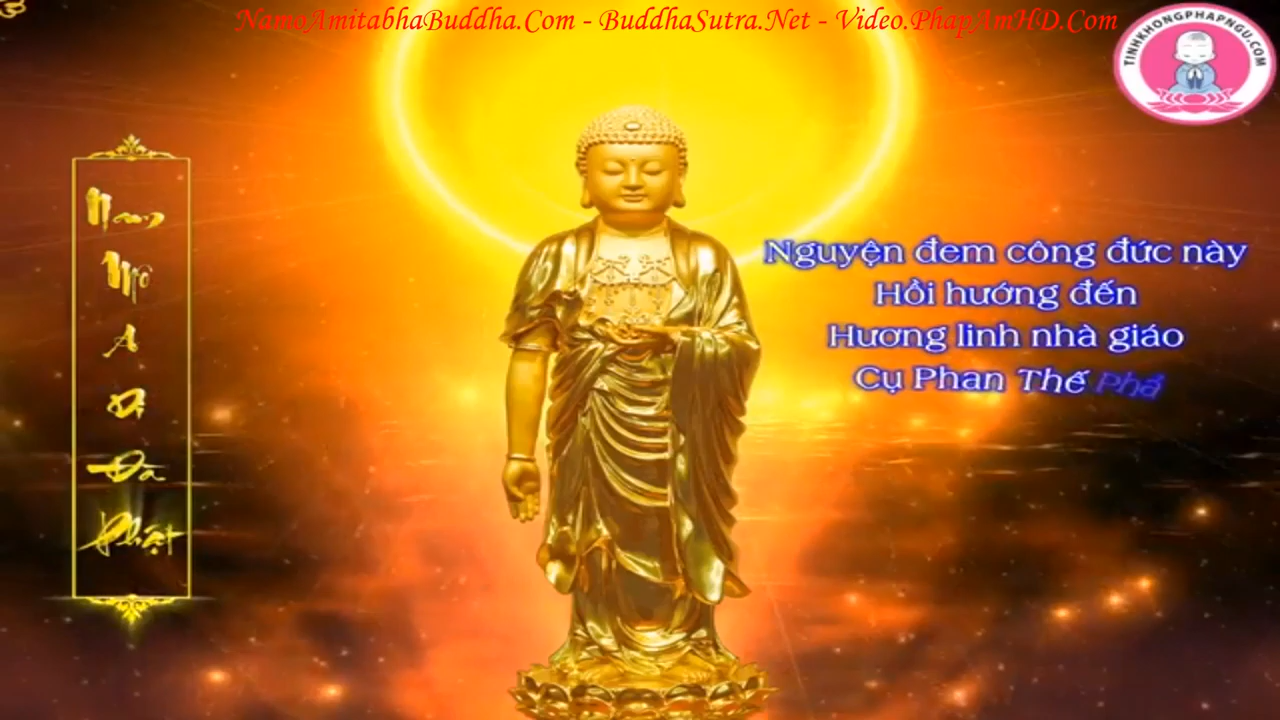 NamoAmitabhaBuddha.Com - BuddhaSutra.Net - Video.PhapAmHD.Com
TINHKHONGPHAPNGU.COM
Nam
Mô
A
Di
Đà
Phật
Nguyện đem công đức này
Hồi hướng đến
Hương linh nhà giáo
Cụ Phan Thế